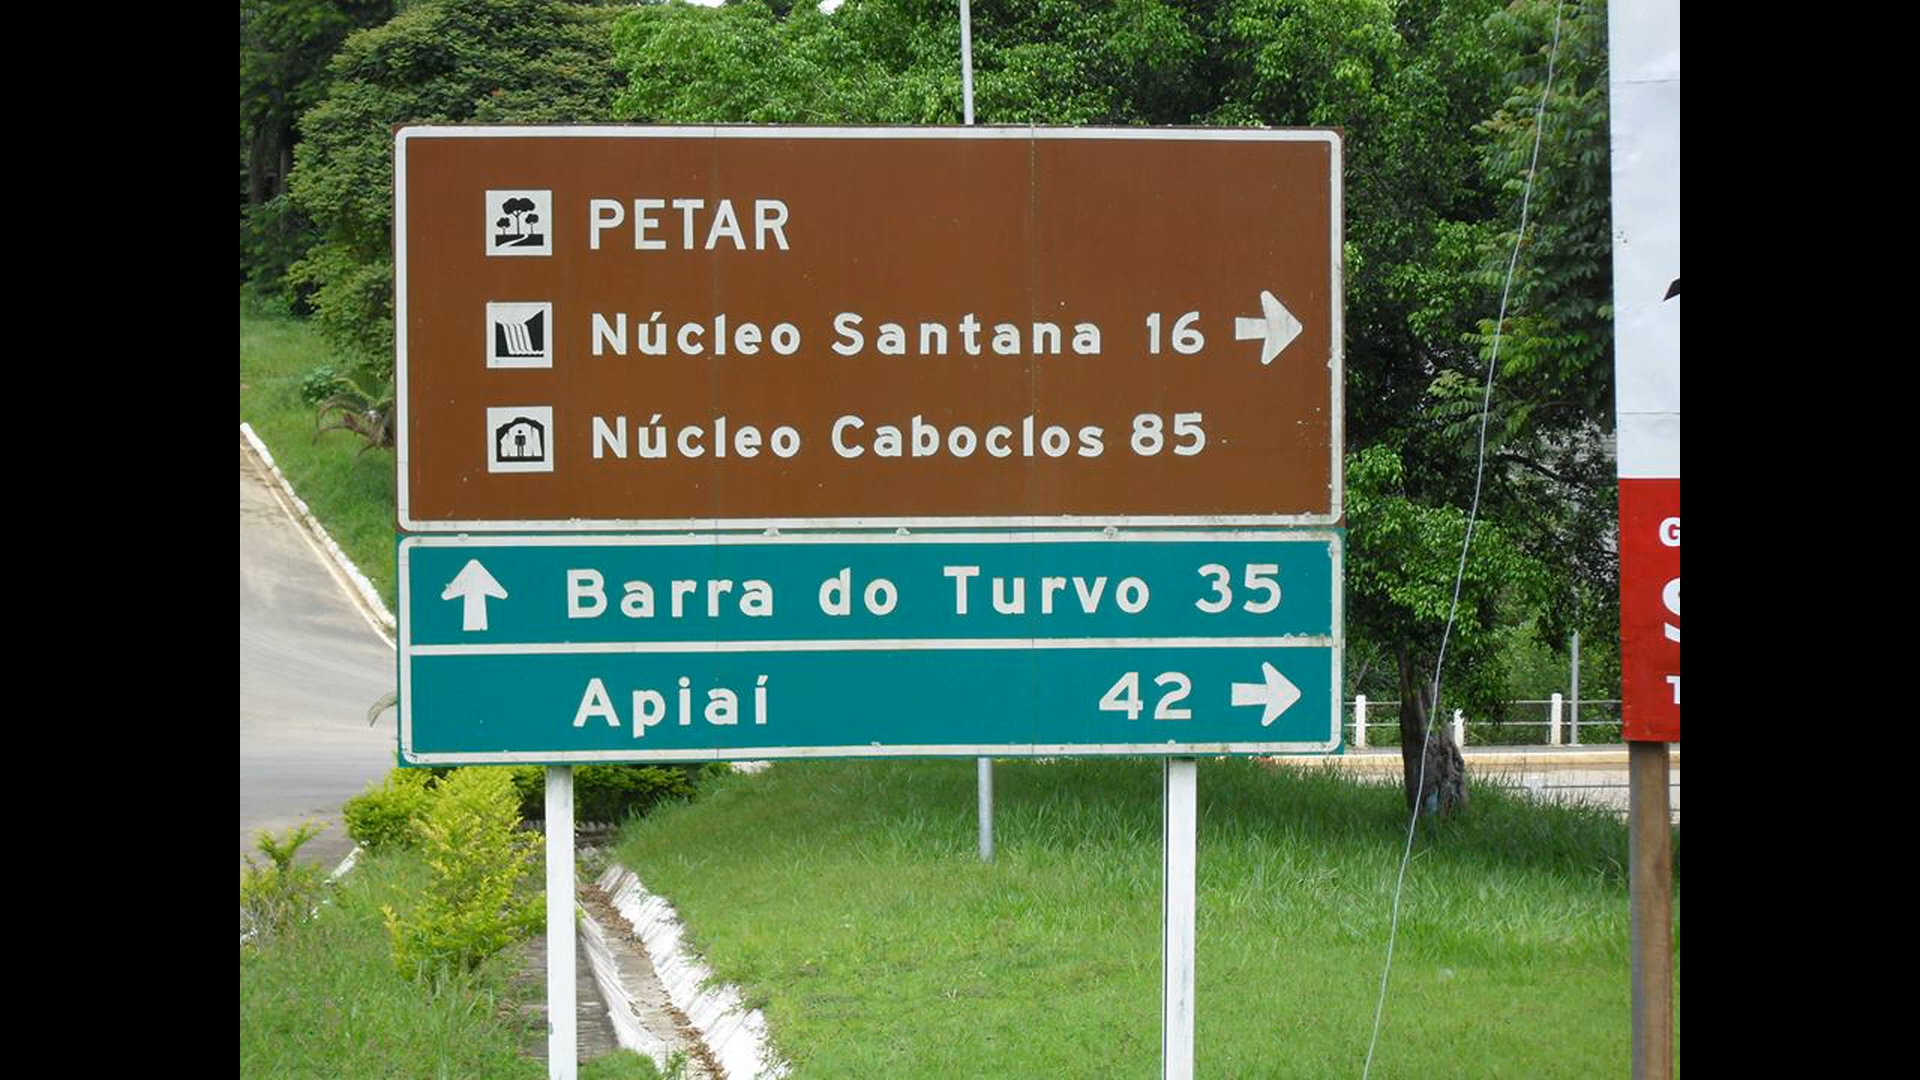 PETAR
Núcleo Santana 16
Núcleo Caboclos 85
Barra do Turvo 35
Apiaí 42